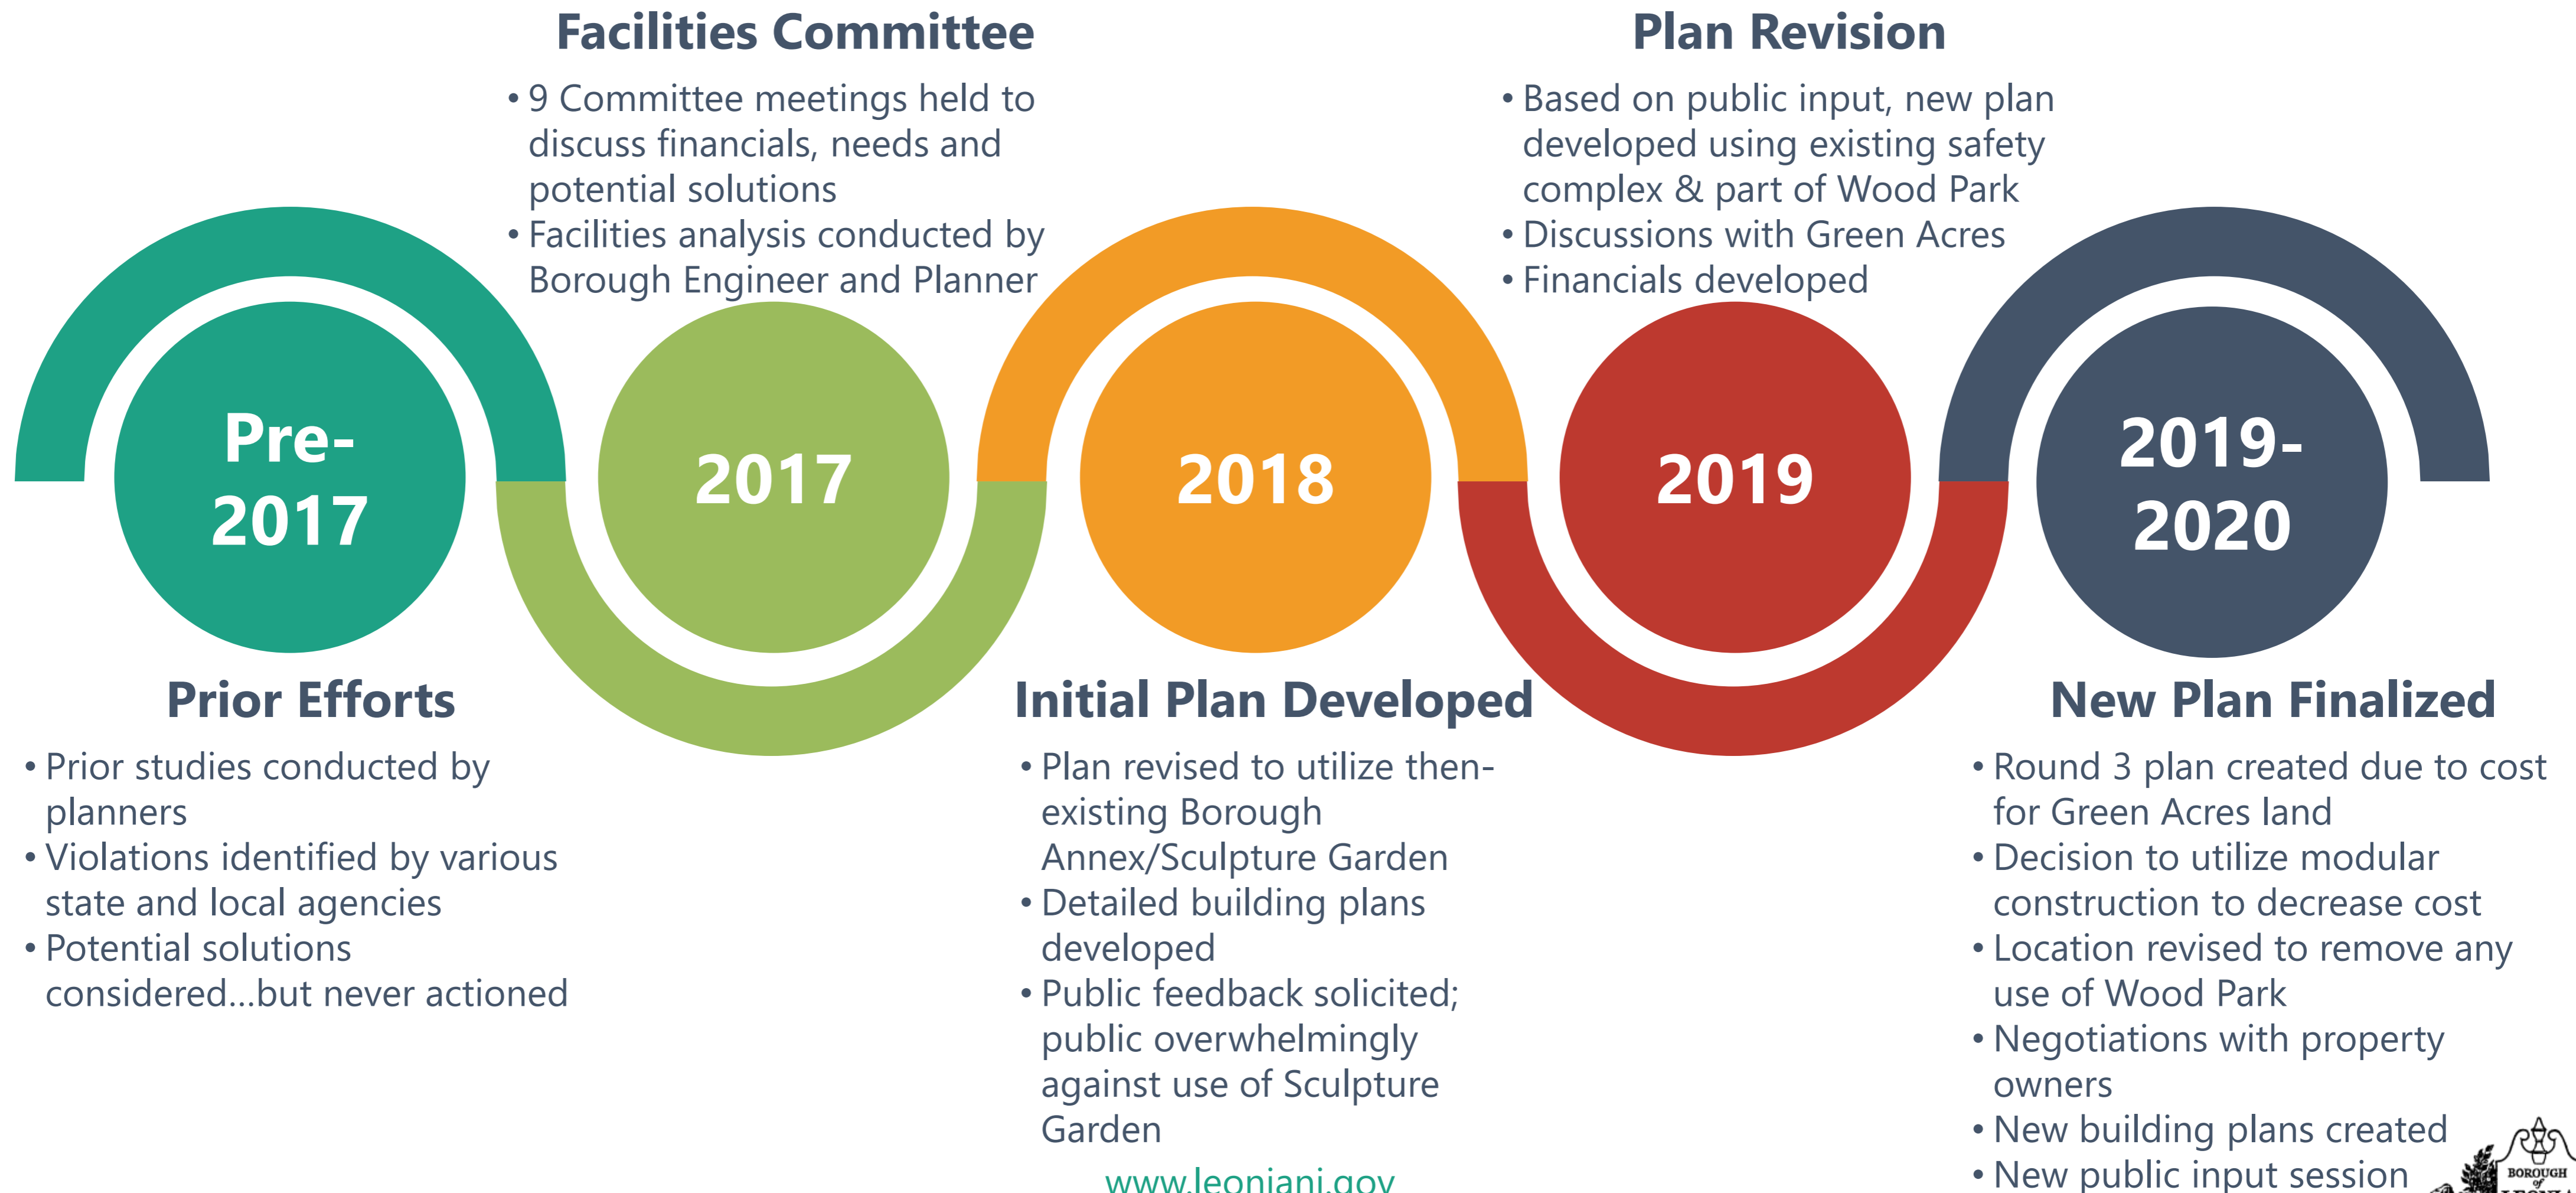 Facilities Committee
• 9 Committee meetings held to
discuss financials, needs and
potential solutions
• Facilities analysis conducted by
Borough Engineer and Planner
Plan Revision
• Based on public input, new plan
developed using existing safety
complex & part of Wood Park
• Discussions with Green Acres
• Financials developed
Pre-
2017
2017
2018
2019
2019-
2020
Prior Efforts
• Prior studies conducted by
planners
• Violations identified by various
state and local agencies
• Potential solutions
considered...but never actioned
Initial Plan Developed
• Plan revised to utilize then-
existing Borough
Annex/Sculpture Garden
• Detailed building plans
developed
• Public feedback solicited;
public overwhelmingly
against use of Sculpture
Garden
New Plan Finalized
• Round 3 plan created due to cost
for Green Acres land
• Decision to utilize modular
construction to decrease cost
• Location revised to remove any
use of Wood Park
• Negotiations with property
owners
• New building plans created
• New public input session
www.leonianj.gov
BOROUGH
of
LEONIA